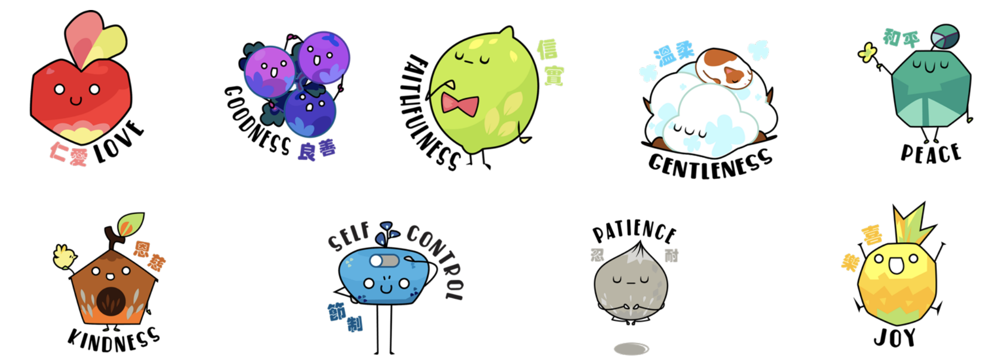 仁愛
LOVE
GOODNESS
良善
FAITHFULNESS
信實
溫柔
GENTLENESS
和平
PEACE
恩慈
KINDNESS
SELF CONTROL
節制
PATIENCE
忍耐
喜樂
JOY